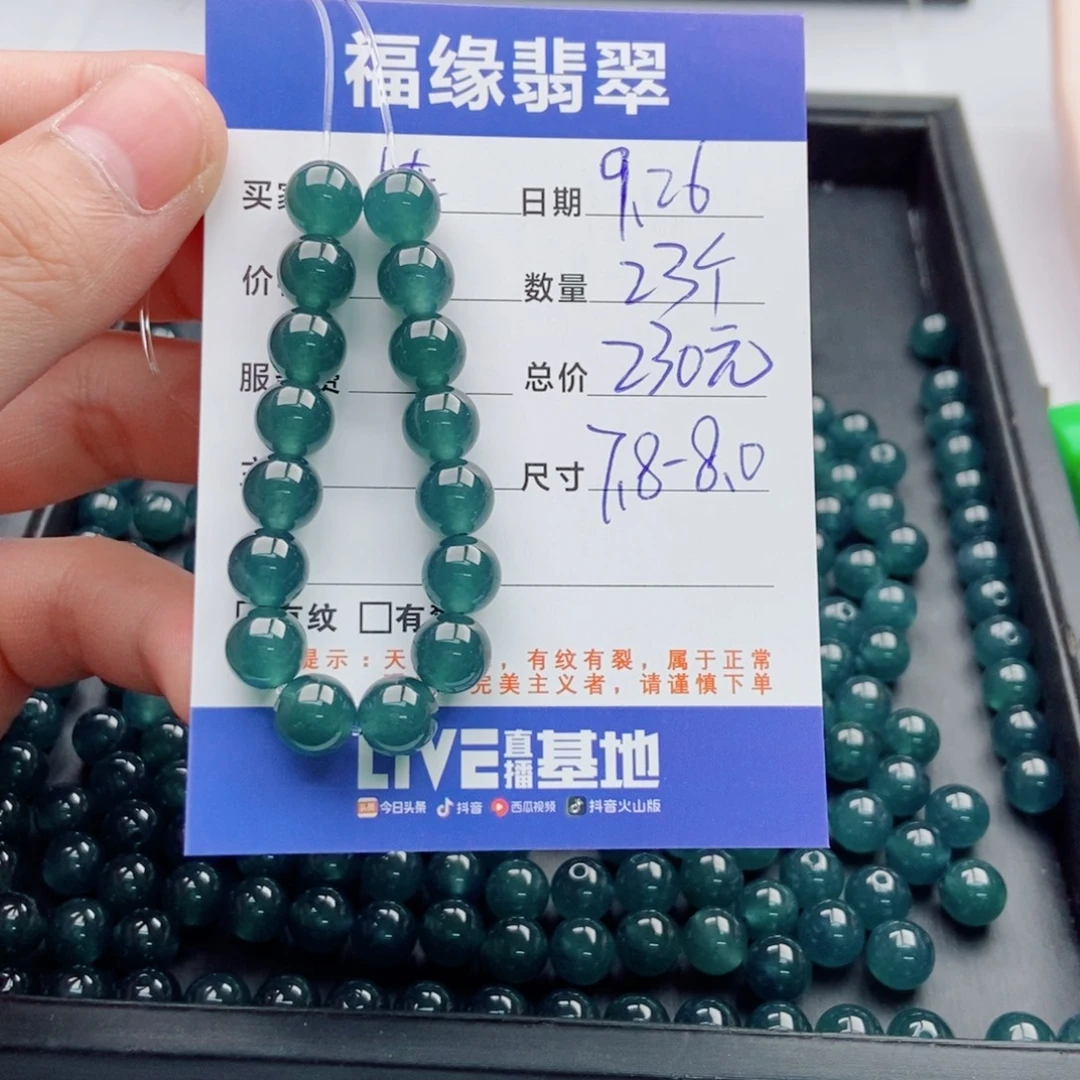 福缘翡翠
买 日期 9.26
价 数量 23个
服 费 总价 230元
尺寸 7.8-8.0
有纹 □有
提示：天 ，有纹有裂，属于正常
完美主义者，请谨慎下单
LIVE直播基地
今日头条 抖音 西瓜视频 抖音火山版